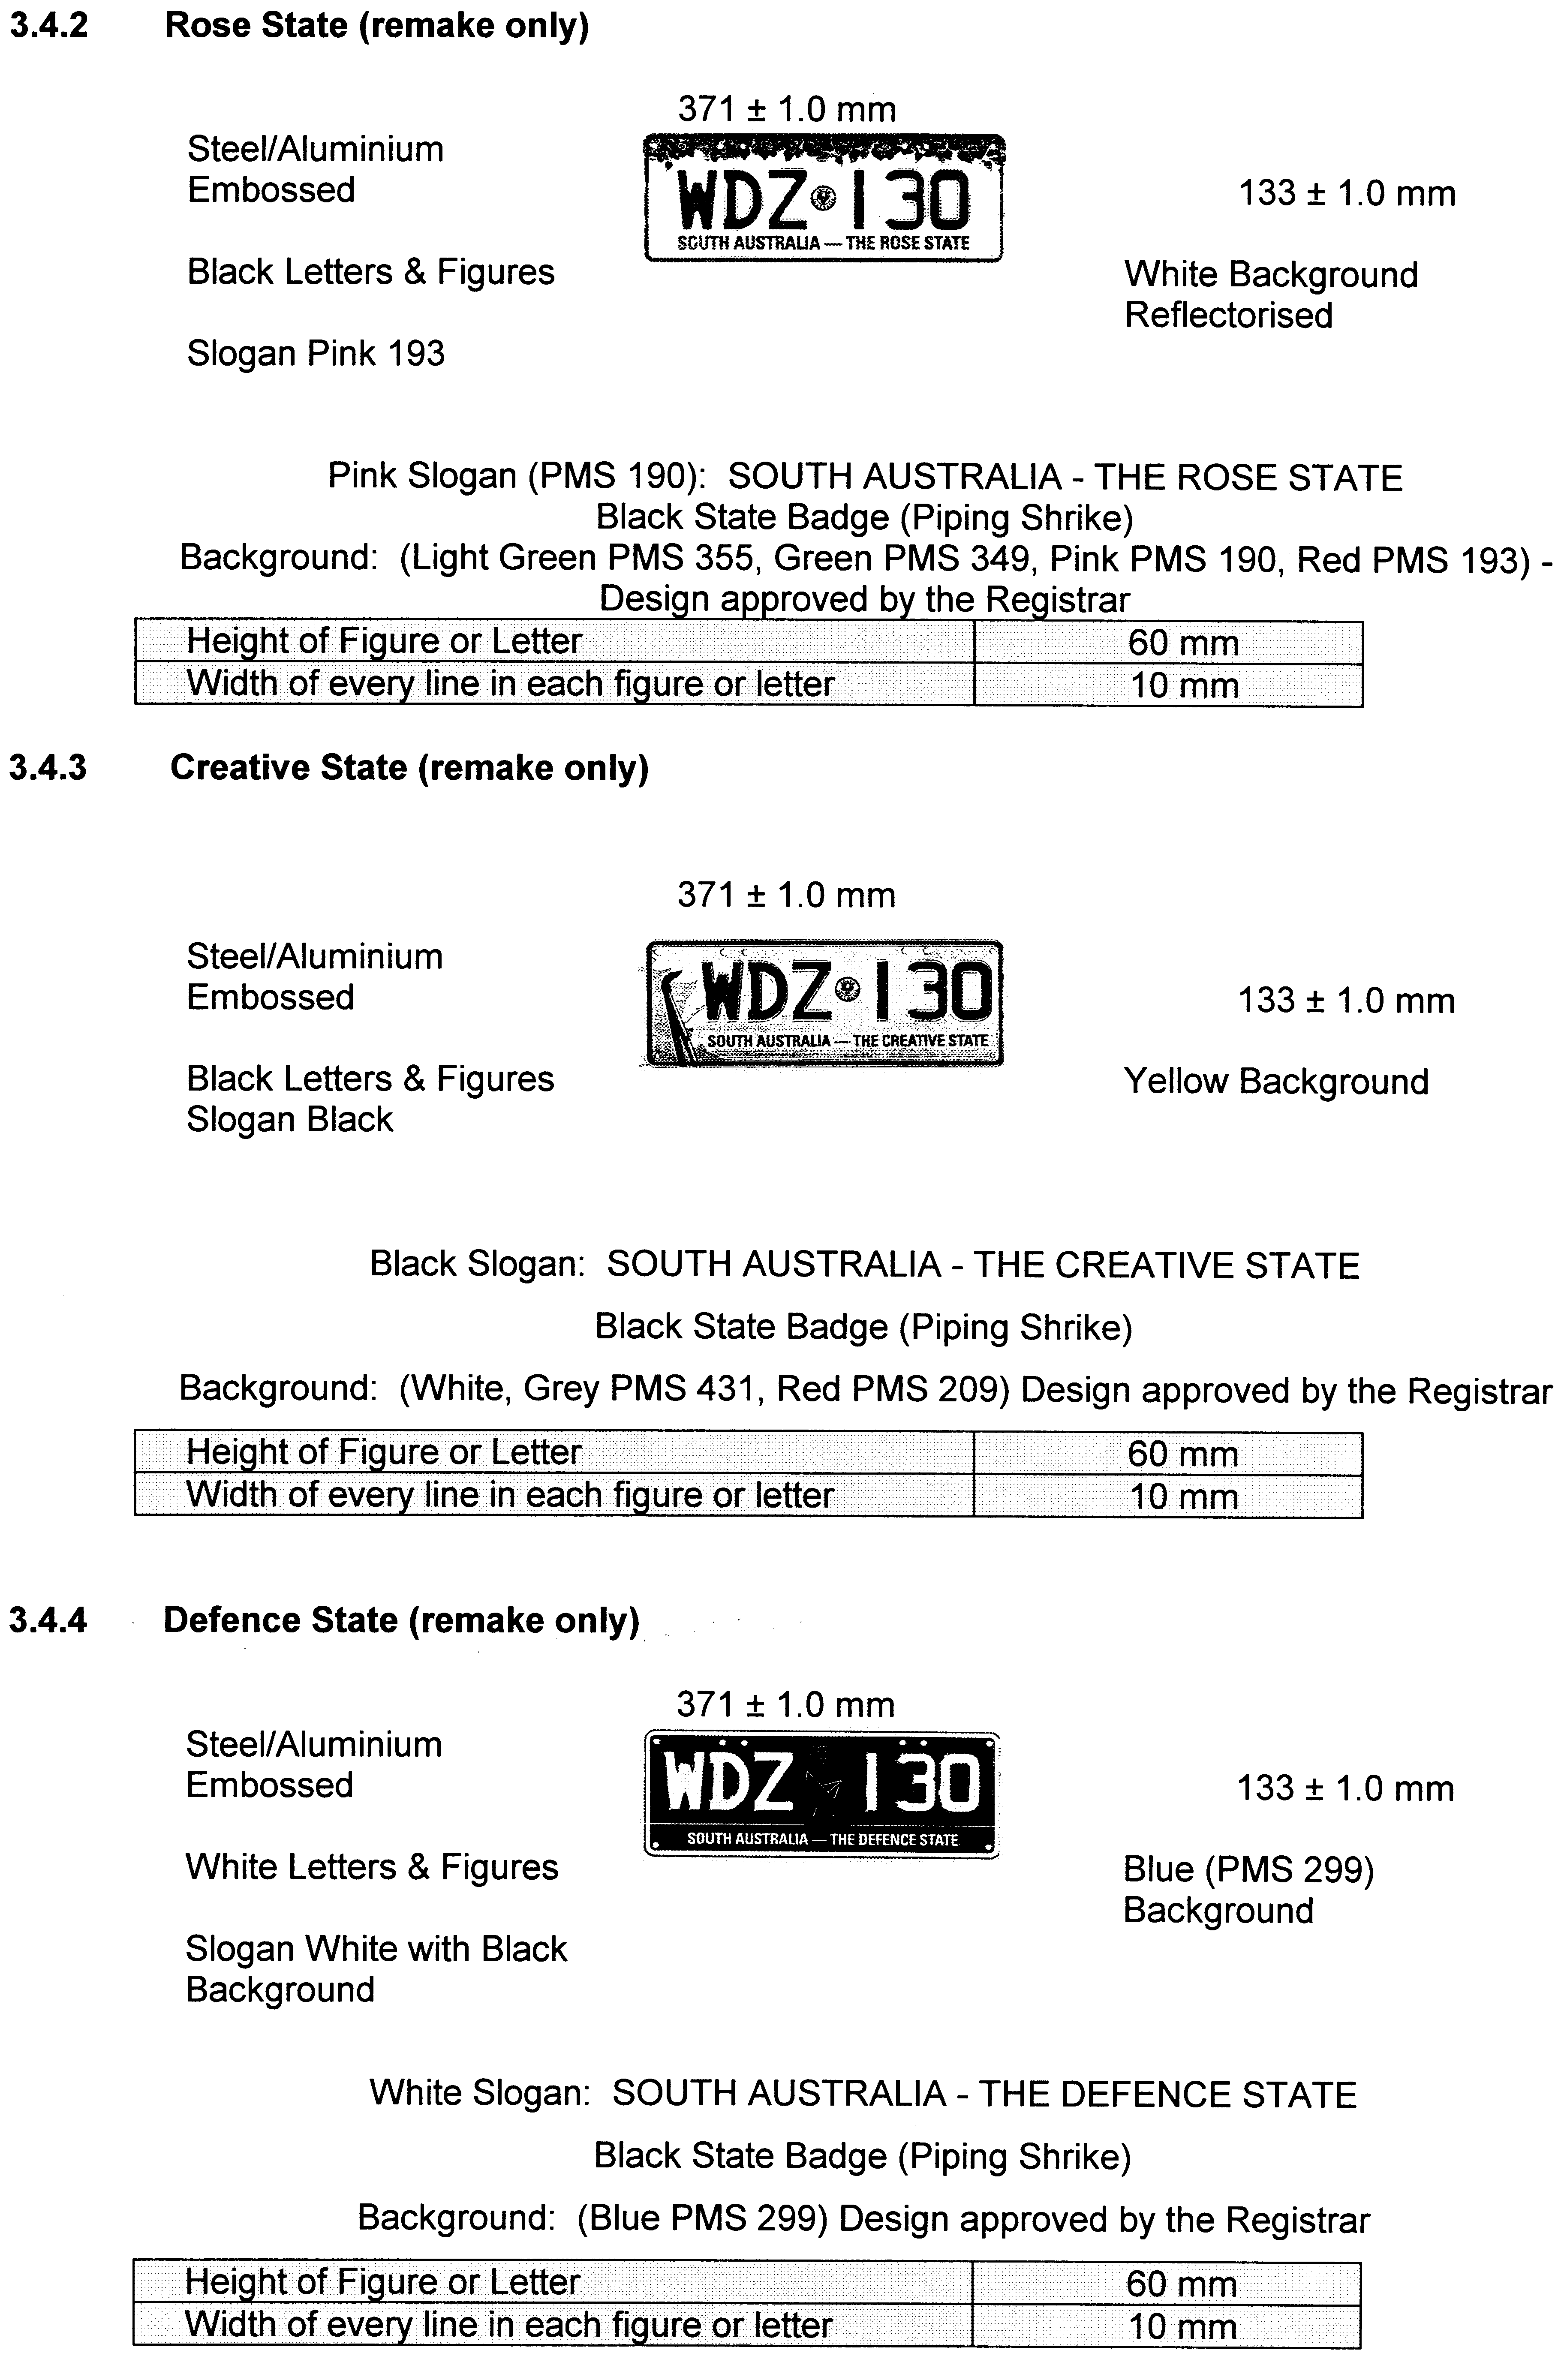 3.4.2 Rose State (remake only)
371 ± 1.0 mm
Steel/Aluminium
Embossed
133 ± 1.0 mm
WDZ 130
SOUTH AUSTRALIA — THE ROSE STATE
Black Letters & Figures
White Background
Reflectorised
Slogan Pink 193
Pink Slogan (PMS 190): SOUTH AUSTRALIA - THE ROSE STATE
Black State Badge (Piping Shrike)
Background: (Light Green PMS 355, Green PMS 349, Pink PMS 190, Red PMS 193) -
Design approved by the Registrar
Height of Figure or Letter 60 mm
Width of every line in each figure or letter 10 mm
3.4.3 Creative State (remake only)
371 ± 1.0 mm
Steel/Aluminium
Embossed
133 ± 1.0 mm
WDZ 130
SOUTH AUSTRALIA — THE CREATIVE STATE
Black Letters & Figures
Slogan Black
Yellow Background
Black Slogan: SOUTH AUSTRALIA - THE CREATIVE STATE
Black State Badge (Piping Shrike)
Background: (White, Grey PMS 431, Red PMS 209) Design approved by the Registrar
Height of Figure or Letter 60 mm
Width of every line in each figure or letter 10 mm
3.4.4 Defence State (remake only)
371 ± 1.0 mm
Steel/Aluminium
Embossed
133 ± 1.0 mm
WDZ 130
SOUTH AUSTRALIA — THE DEFENCE STATE
White Letters & Figures
Blue (PMS 299)
Background
Slogan White with Black
Background
White Slogan: SOUTH AUSTRALIA - THE DEFENCE STATE
Black State Badge (Piping Shrike)
Background: (Blue PMS 299) Design approved by the Registrar
Height of Figure or Letter 60 mm
Width of every line in each figure or letter 10 mm